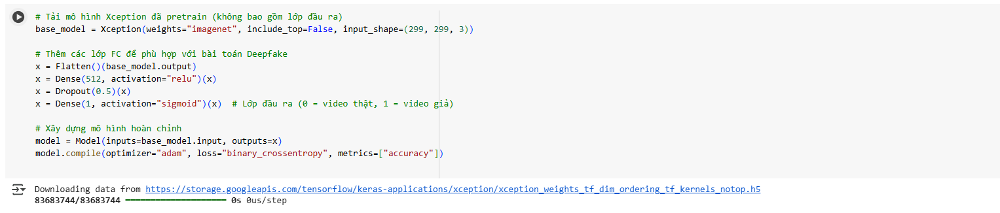 # Tải mô hình Xception đã pretrain (không bao gồm lớp đầu ra)
base_model = Xception(weights="imagenet", include_top=False, input_shape=(299, 299, 3))
# Thêm các lớp FC để phù hợp với bài toán Deepfake
x = Flatten()(base_model.output)
x = Dense(512, activation="relu")(x)
x = Dropout(0.5)(x)
x = Dense(1, activation="sigmoid")(x)  # Lớp đầu ra (0 = video thật, 1 = video giả)
# Xây dựng mô hình hoàn chỉnh
model = Model(inputs=base_model.input, outputs=x)
model.compile(optimizer="adam", loss="binary_crossentropy", metrics=["accuracy"])
Downloading data from https://storage.googleapis.com/tensorflow/keras-applications/xception/xception_weights_tf_dim_ordering_tf_kernels_notop.h5
83683744/83683744 ━━━━━━━━━━━━━━━━━━━━ 0s 0us/step